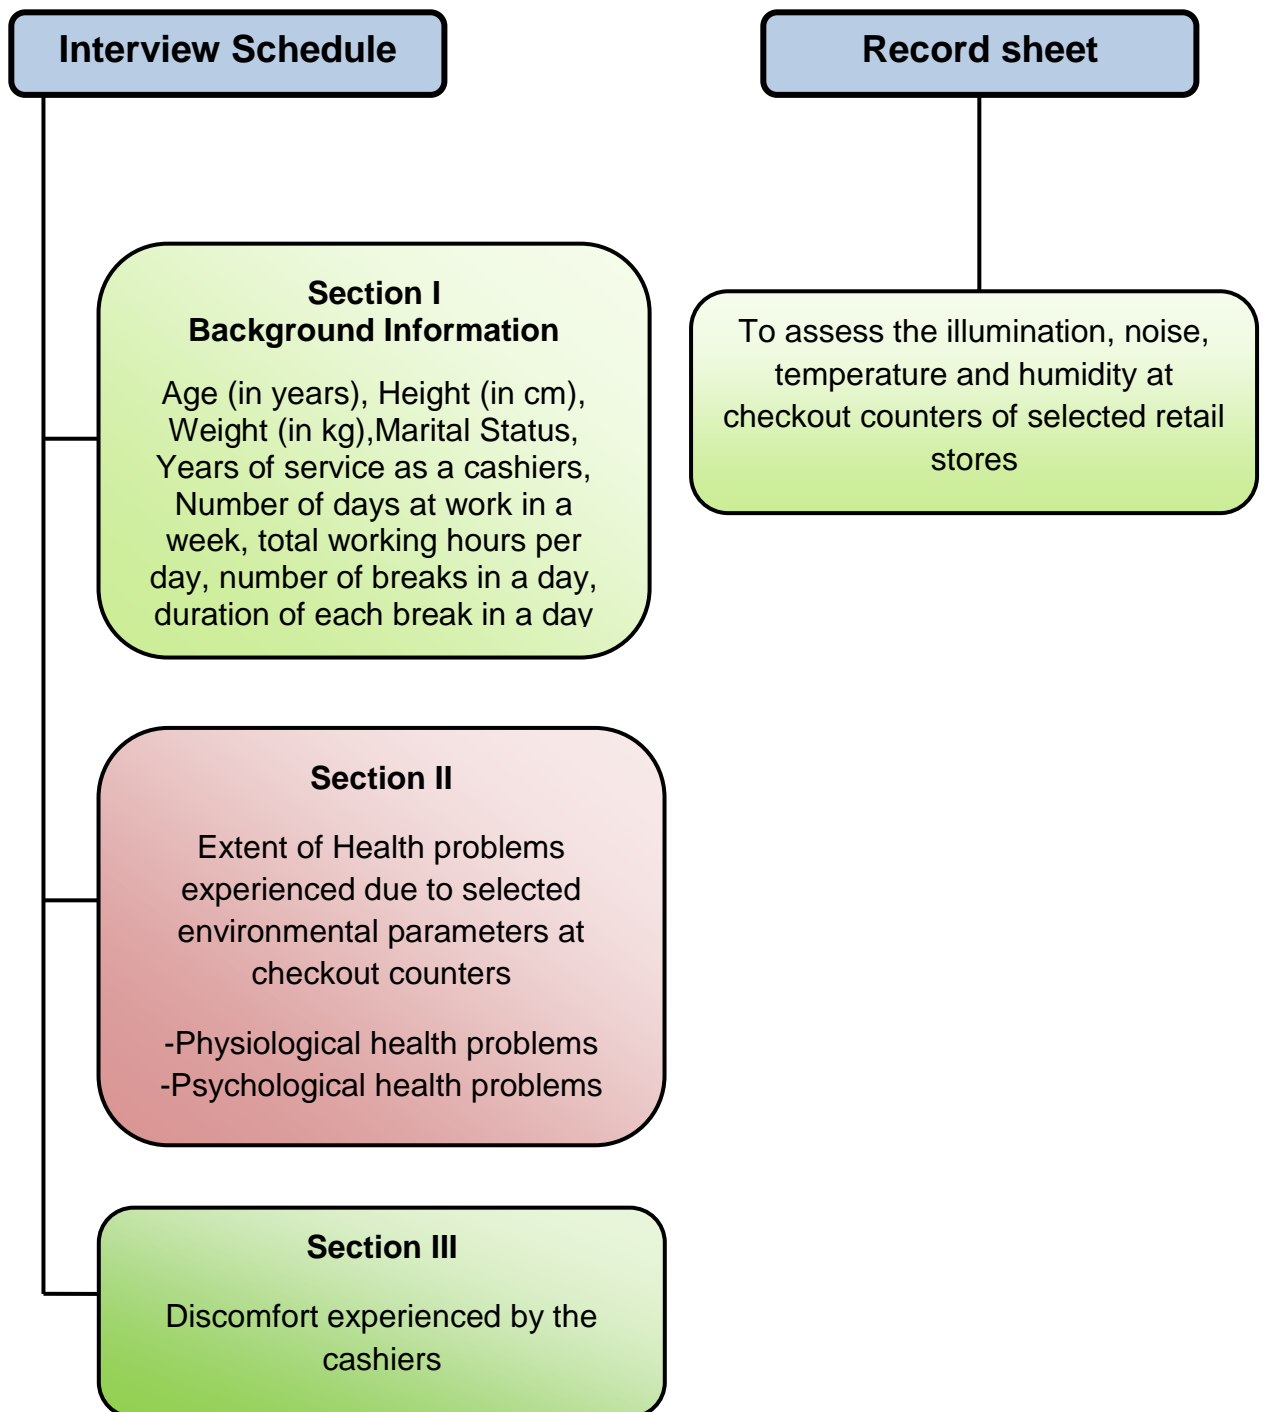 Interview Schedule
Record sheet
Section I
Background Information
Age (in years), Height (in cm),
Weight (in kg),Marital Status,
Years of service as a cashiers,
Number of days at work in a
week, total working hours per
day, number of breaks in a day,
duration of each break in a day
To assess the illumination, noise,
temperature and humidity at
checkout counters of selected retail
stores
Section II
Extent of Health problems
experienced due to selected
environmental parameters at
checkout counters
-Physiological health problems
-Psychological health problems
Section III
Discomfort experienced by the
cashiers